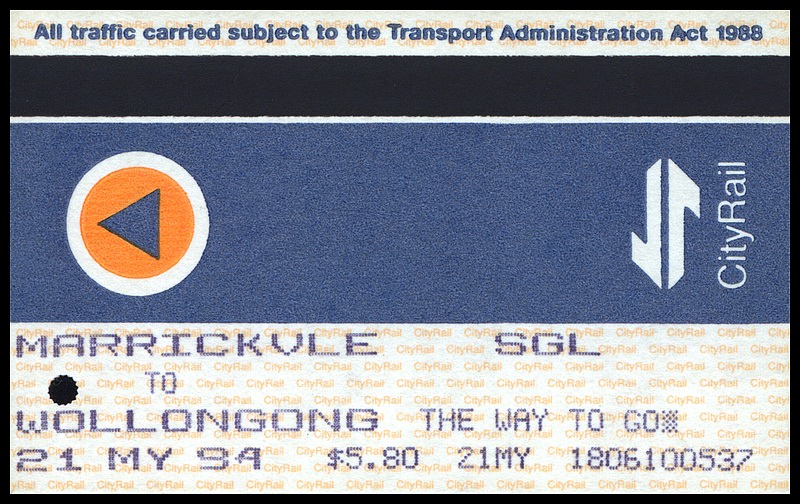 All traffic carried subject to the Transport Administration Act 1988
CityRail
MARRICKVLE SGL
TO
WOLLONGONG THE WAY TO GO
21 MY 94 $5.80 21MY 1806100537